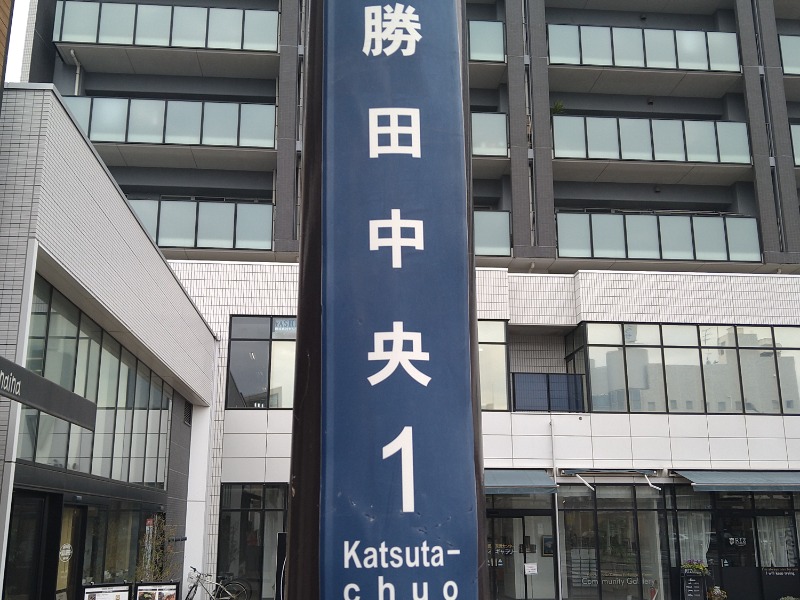 勝
田
中
央
1
Katsuta-
chuo
Community Gallery